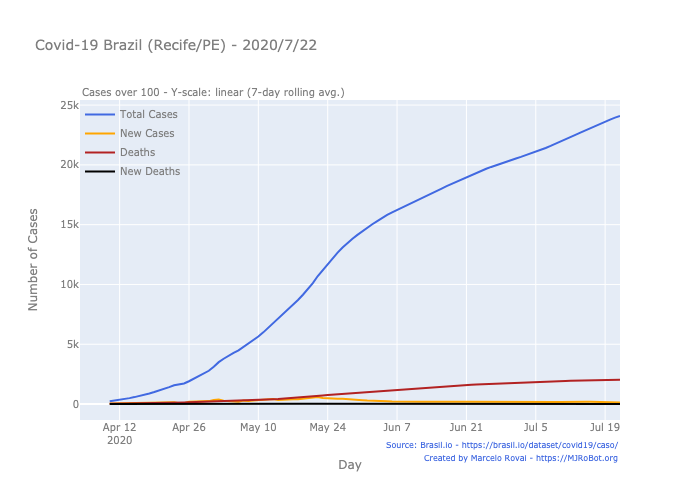 Covid-19 Brazil (Recife/PE) - 2020/7/22
Cases over 100 - Y-scale: linear (7-day rolling avg.)
Total Cases
New Cases
Deaths
New Deaths
Number of Cases
25k
20k
15k
10k
5k
0
Apr 12 Apr 26 May 10 May 24 Jun 7 Jun 21 Jul 5 Jul 19
2020
Day
Source: Brasil.io - https://brasil.io/dataset/covid19/caso/
Created by Marcelo Rovai - https://MJRoBot.org